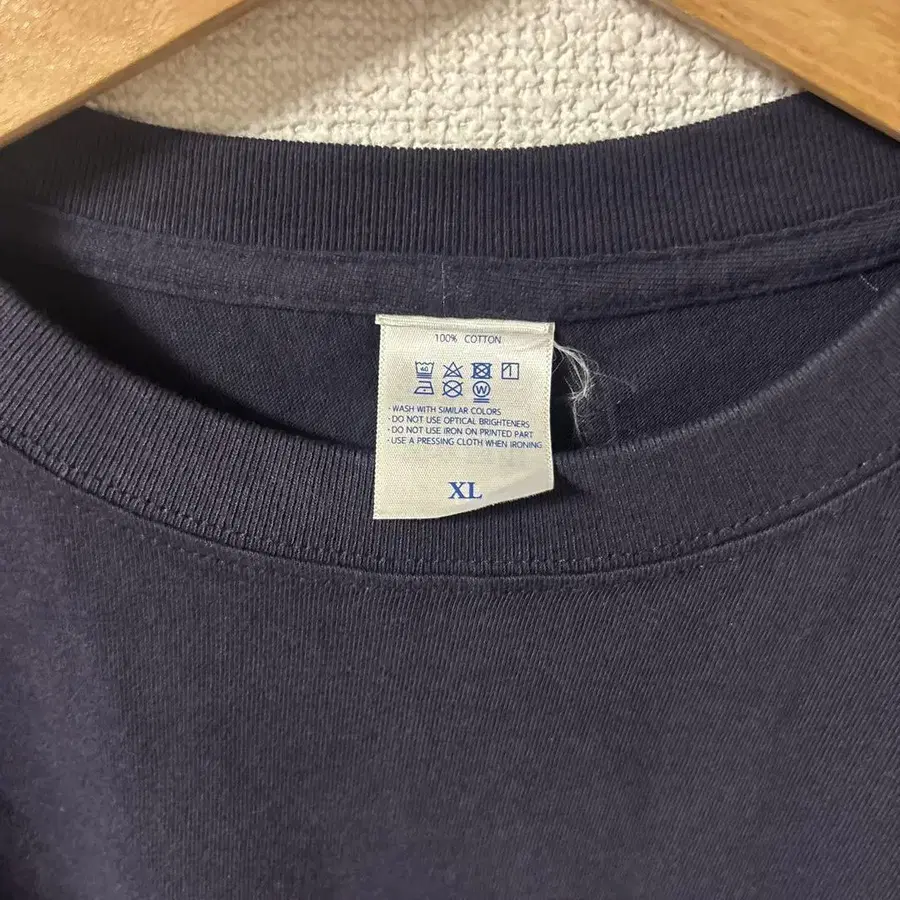 100% COTTON
40
W
· WASH WITH SIMILAR COLORS
· DO NOT USE OPTICAL BRIGHTENERS
· DO NOT USE IRON ON PRINTED PART
· USE A PRESSING CLOTH WHEN IRONING
XL